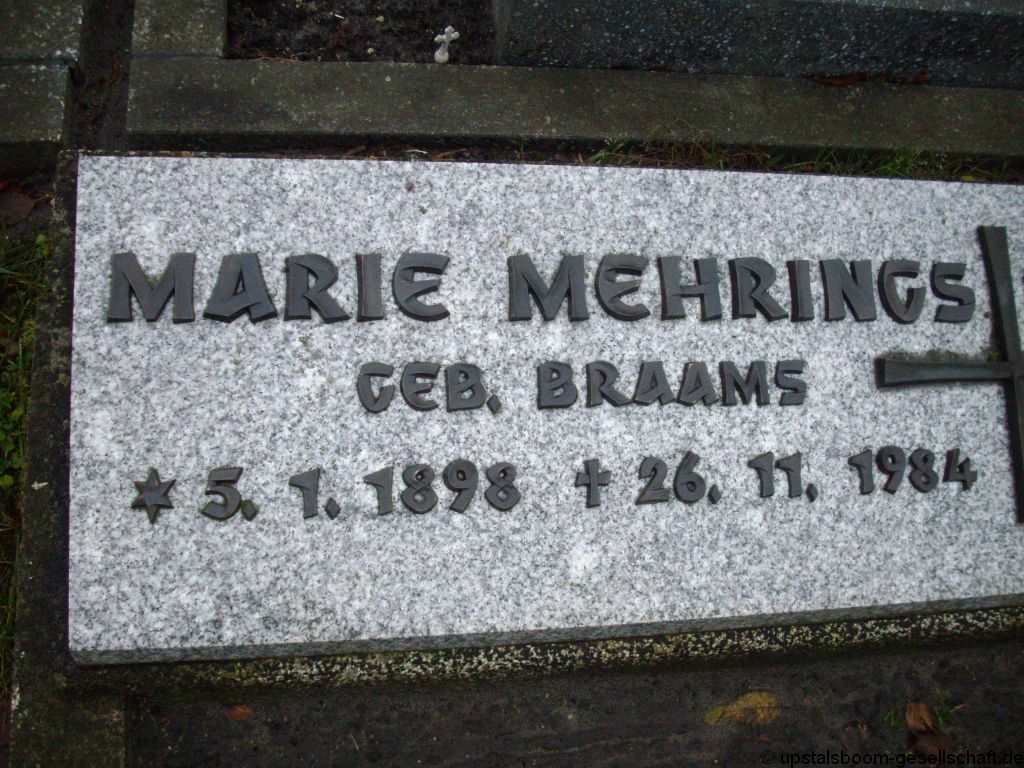 MARIE MEHRINGS
GEB. BRAAMS
★ 5. 1. 1898 † 26. 11. 1984
© upstalsboom-gesellschaft.de